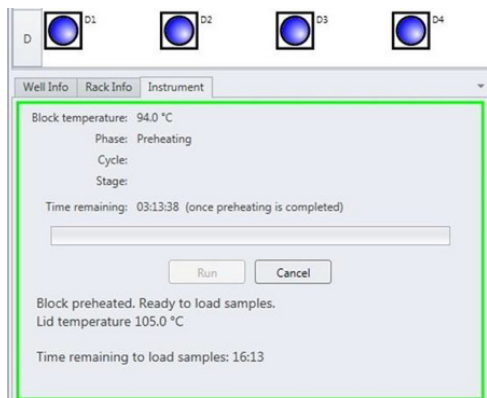 D D1 D2 D3 D4
Well Info Rack Info Instrument
Block temperature: 94.0 °C
Phase: Preheating
Cycle:
Stage:
Time remaining: 03:13:38 (once preheating is completed)
Run Cancel
Block preheated. Ready to load samples.
Lid temperature 105.0 °C
Time remaining to load samples: 16:13